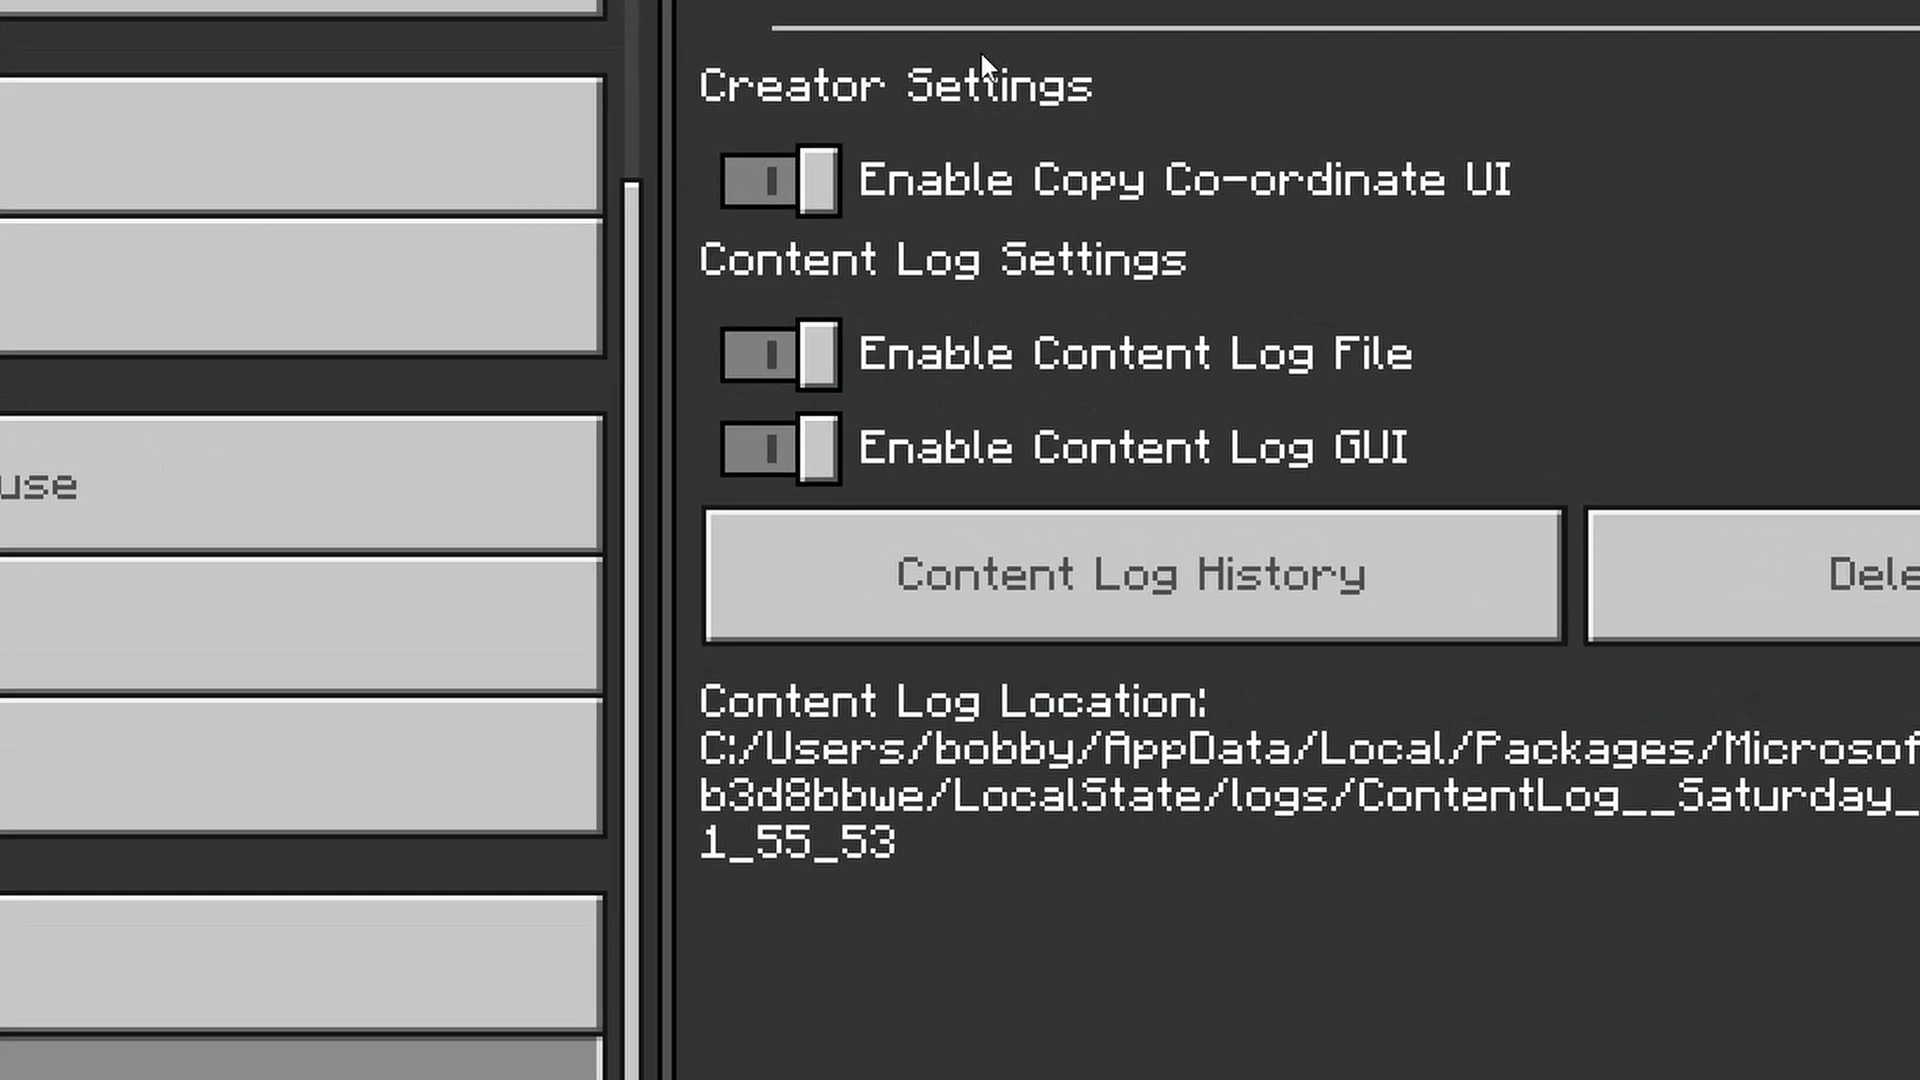 Creator Settings
Enable Copy Co-ordinate UI
Content Log Settings
Enable Content Log File
use
Enable Content Log GUI
Content Log History
Dele
Content Log Location:
C:/Users/bobby/AppData/Local/Packages/Microsof
b3d8bbwe/LocalState/logs/ContentLog__Saturday_
1_55_53